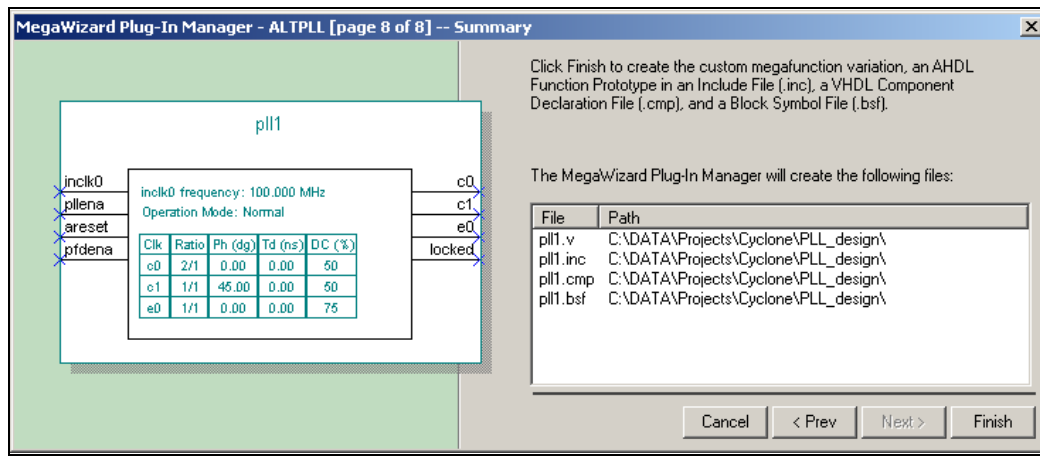 MegaWizard Plug-In Manager - ALTPLL [page 8 of 8] -- Summary
Click Finish to create the custom megafunction variation, an AHDL
Function Prototype in an Include File (.inc), a VHDL Component
Declaration File (.cmp), and a Block Symbol File (.bsf).
pll1
inclk0
pllena
areset
pfdena
inclk0 frequency: 100.000 MHz
Operation Mode: Normal
Clk Ratio Ph (dg) Td (ns) DC (%)
c0 2/1 0.00 0.00 50
c1 1/1 45.00 0.00 50
e0 1/1 0.00 0.00 75
c0
c1
e0
locked
The MegaWizard Plug-In Manager will create the following files:
File Path
pll1.v C:\DATA\Projects\Cyclone\PLL_design\
pll1.inc C:\DATA\Projects\Cyclone\PLL_design\
pll1.cmp C:\DATA\Projects\Cyclone\PLL_design\
pll1.bsf C:\DATA\Projects\Cyclone\PLL_design\
Cancel < Prev Next > Finish